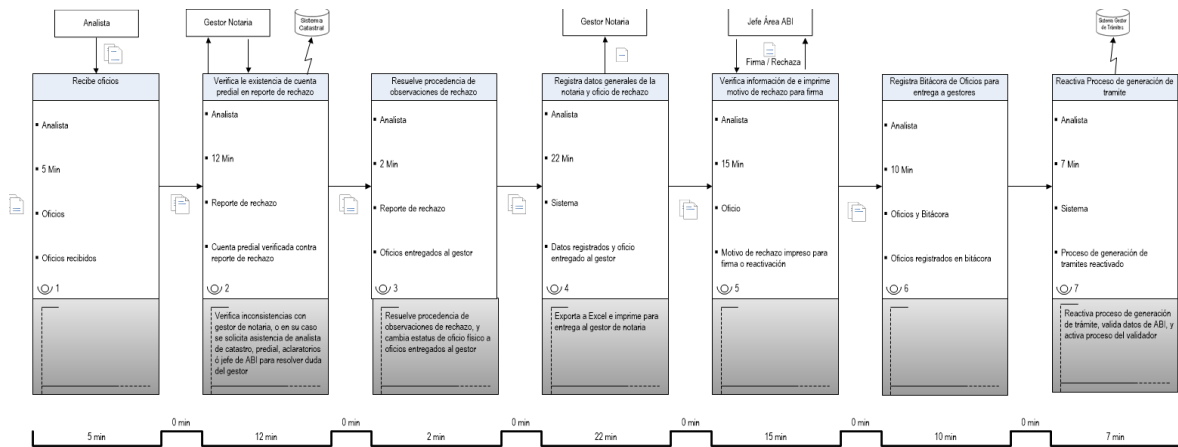 Analista
Gestor Notaria
Sistema
Catastral
Gestor Notaria
Jefe Área ABI
Sistema Gestor
de Trámites
Firma / Rechaza
Recibe oficios
Analista
5 Min
Oficios
Oficios recibidos
1
Verifica le existencia de cuenta
predial en reporte de rechazo
Analista
12 Min
Reporte de rechazo
Cuenta predial verificada contra
reporte de rechazo
2
Verifica inconsistencias con
gestor de notaria, o en su caso
se solicita asistencia de analista
de catastro, predial, aclaratorios
ó jefe de ABI para resolver duda
del gestor
Resuelve procedencia de
observaciones de rechazo
Analista
2 Min
Reporte de rechazo
Oficios entregados al gestor
3
Resuelve procedencia de
observaciones de rechazo, y
cambia estatus de oficio físico a
oficios entregados al gestor
Registra datos generales de la
notaria y oficio de rechazo
Analista
22 Min
Sistema
Datos registrados y oficio
entregado al gestor
4
Exporta a Excel e imprime para
entrega al gestor de notaria
Verifica información de e imprime
motivo de rechazo para firma
Analista
15 Min
Oficio
Motivo de rechazo impreso para
firma o reactivación
5
Registra Bitácora de Oficios para
entrega a gestores
Analista
10 Min
Oficios y Bitácora
Oficios registrados en bitácora
6
Reactiva Proceso de generación de
tramite
Analista
7 Min
Sistema
Proceso de generación de
tramites reactivado
7
Reactiva proceso de generación
de trámite, valida datos de ABI, y
activa proceso del validador
5 min
0 min
12 min
0 min
2 min
0 min
22 min
0 min
15 min
0 min
10 min
0 min
7 min